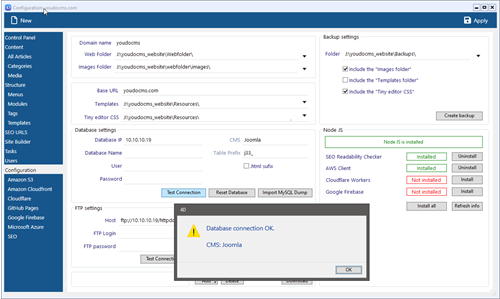 Configuration: youdocms.com
New
Apply
Control Panel
Content
All Articles
Categories
Media
Structure
Menus
Modules
Tags
Templates
SEO URLS
Site Builder
Tasks
Users
Configuration
Amazon S3
Amazon Cloudfront
Cloudflare
GitHub Pages
Google Firebase
Microsoft Azure
SEO
Domain name youdocms
Web Folder J:\youdocms_website\Webfolder\
Images Folder J:\youdocms_website\webfolder\images\
Base URL youdocms.com
Templates J:\youdocms_website\Resources\
Tiny editor CSS J:\youdocms_website\Resources\
Database settings
Database IP 10.10.10.19 CMS Joomla
Database Name Table Prefix j33_
User .html sufix
Password
Test Connection Reset Database Import MySQL Dump
FTP settings
Host ftp://10.10.10.19/httpdo
FTP Login
FTP password
Test Connection
Delete Download
Backup settings
Folder J:\youdocms_website\Backups\
Include the "Images folder"
Include the "Templates folder"
Include the "Tiny editor CSS"
Create backup
Node JS
Node JS is installed
SEO Readability Checker Installed Uninstall
AWS Client Installed Uninstall
Cloudflare Workers Not installed Install
Google Firebase Not installed Install
Install all Refresh info
4D
Database connection OK.
CMS: Joomla
OK